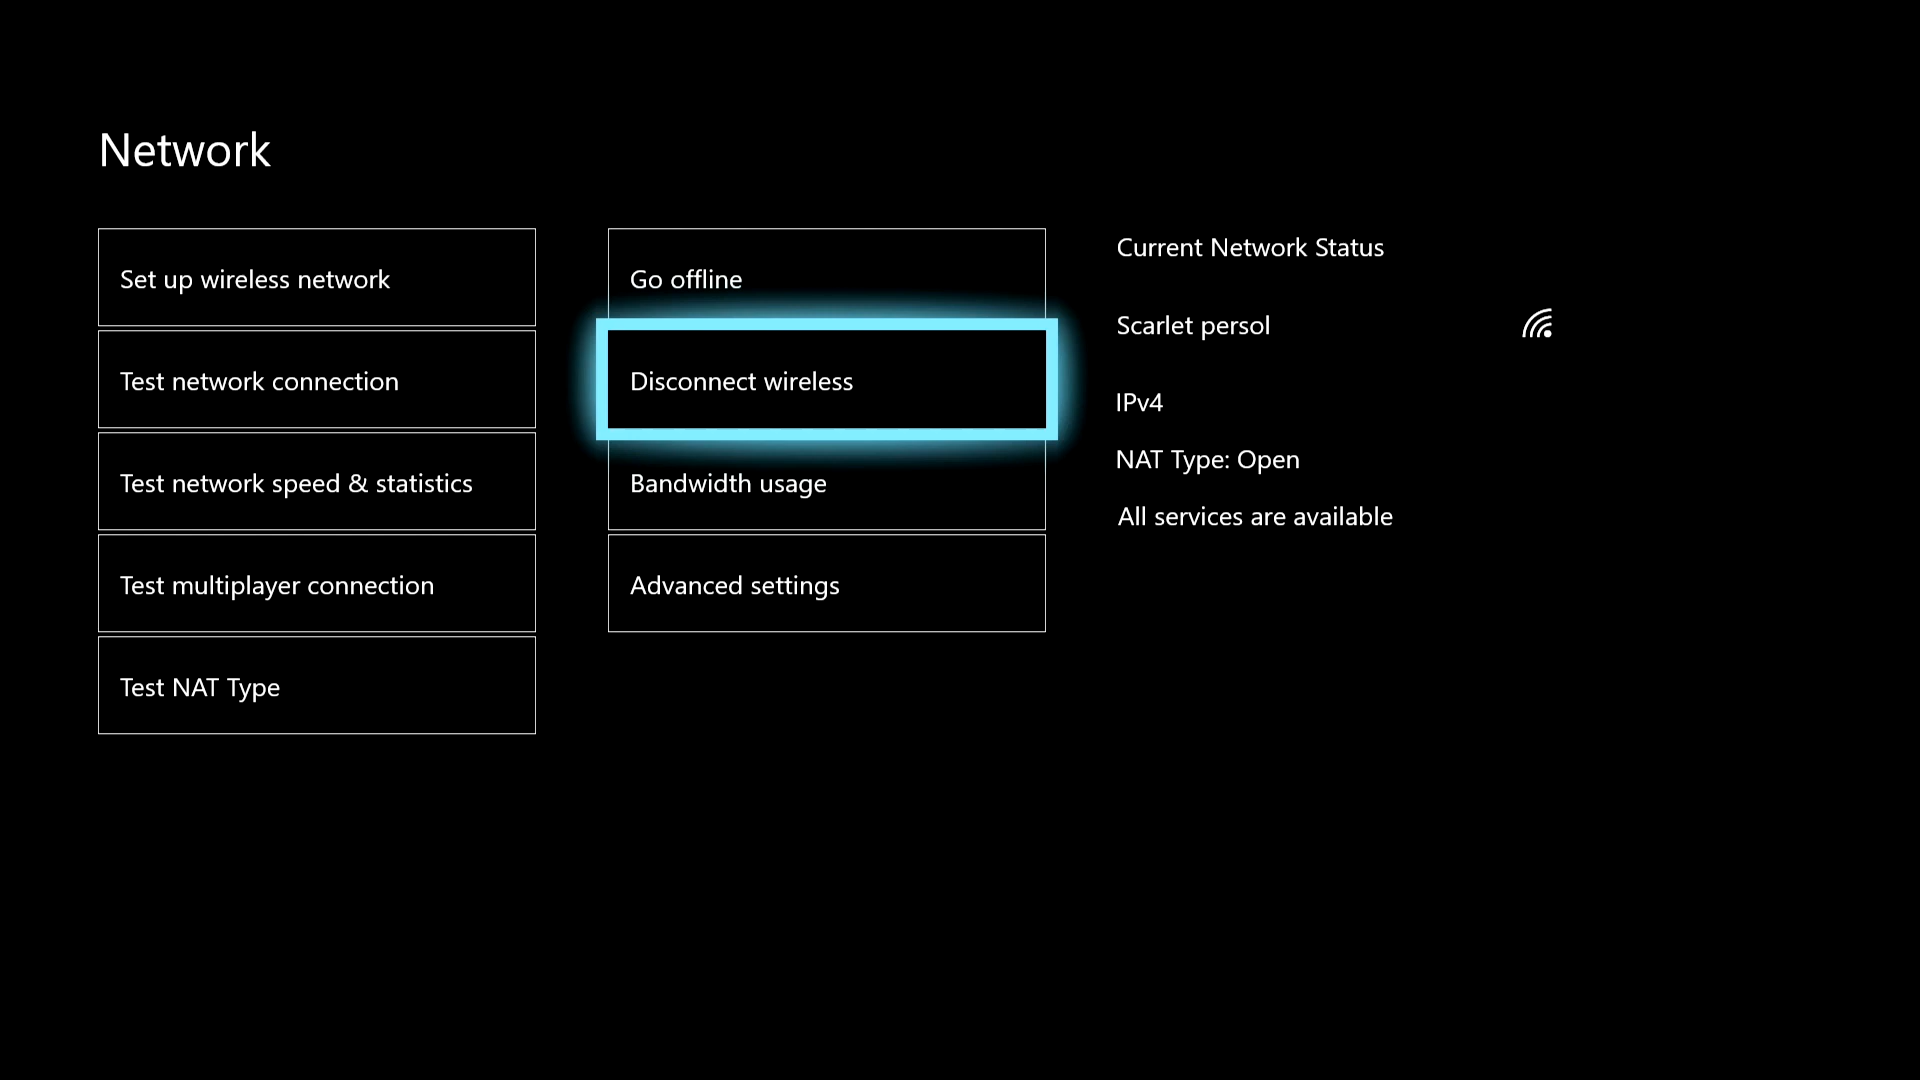 Network
Set up wireless network
Test network connection
Test network speed & statistics
Test multiplayer connection
Test NAT Type
Go offline
Disconnect wireless
Bandwidth usage
Advanced settings
Current Network Status
Scarlet persol
IPv4
NAT Type: Open
All services are available